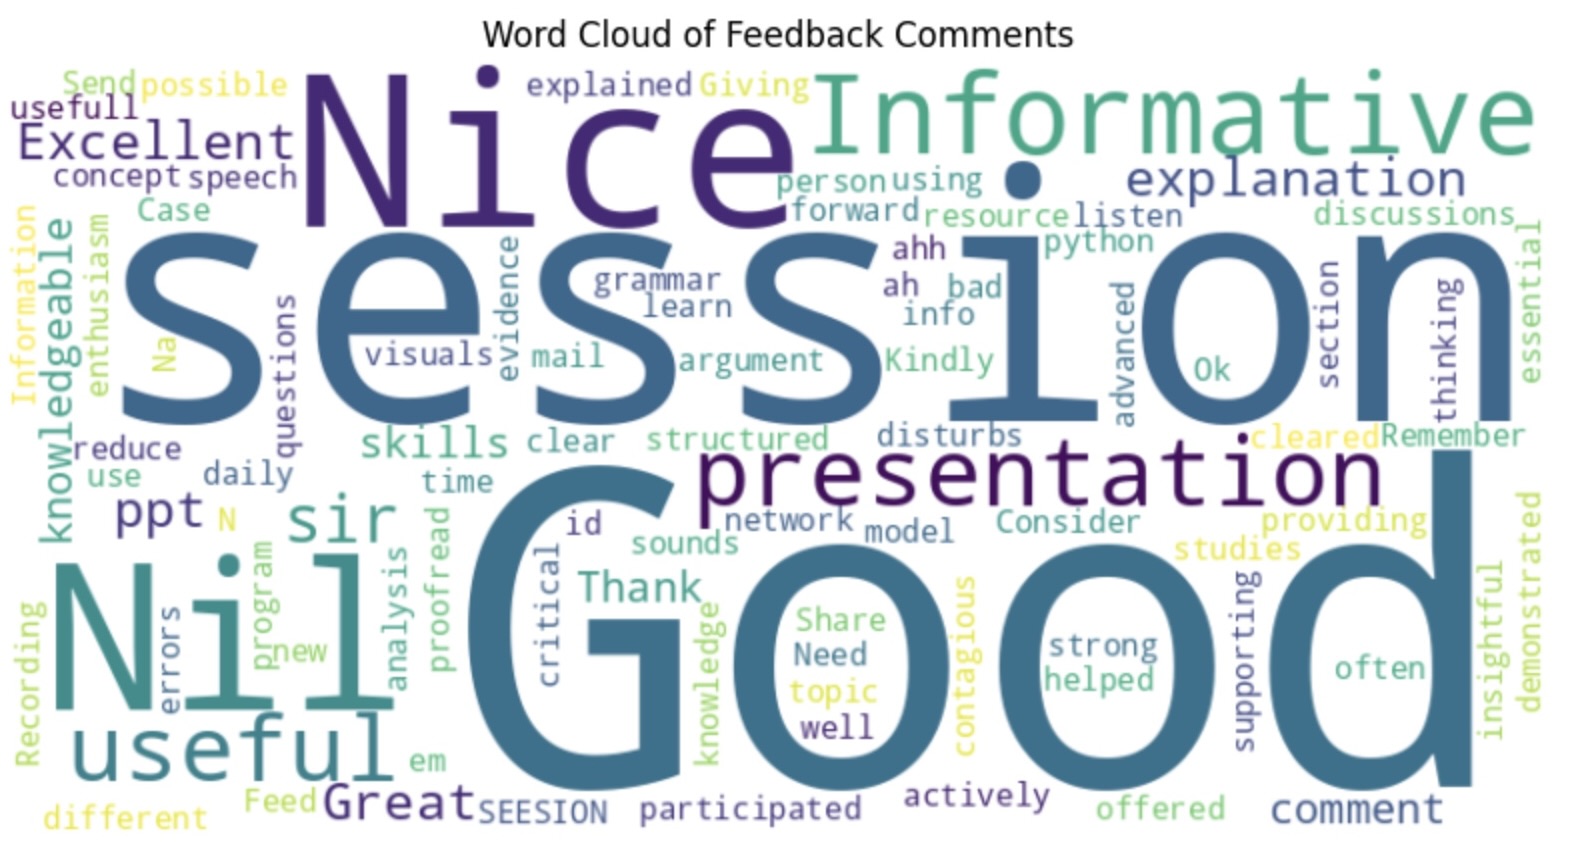 Word Cloud of Feedback Comments
Send possible Nice explained Giving Informative
usefull
Excellent
concept speech person using explanation
Case forward resource listen discussions
session
ahh python
grammar ah bad
learn info
visuals mail argument Kindly Ok
Na
Information
knowledgeable
enthusiasm
questions
evidence
advanced
section
thinking
essential
reduce skills clear structured disturbs cleared Remember
use daily time presentation
ppt N sir id network model Consider providing
sounds studies
Good
Nil
Thank
Share
new Need strong
topic helped often
well
Recording
errors
program
analysis
proofread
critical
knowledge
contagious
supporting
insightful
demonstrated
useful em
different Feed Great SEESION participated actively offered comment